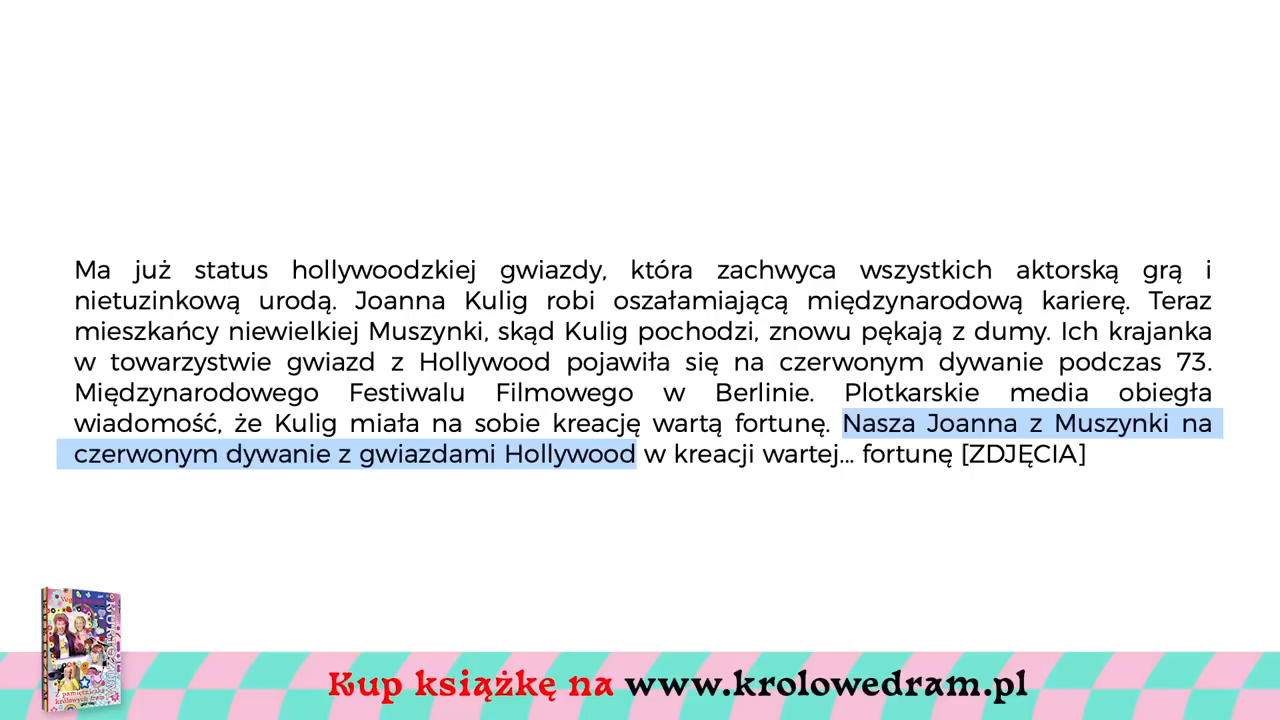 Ma już status hollywoodzkiej gwiazdy, która zachwyca wszystkich aktorską grą i
nietuzinkową urodą. Joanna Kulig robi oszałamiającą międzynarodową karierę. Teraz
mieszkańcy niewielkiej Muszynki, skąd Kulig pochodzi, znowu pękają z dumy. Ich krajanka
w towarzystwie gwiazd z Hollywood pojawiła się na czerwonym dywanie podczas 73.
Międzynarodowego Festiwalu Filmowego w Berlinie. Plotkarskie media obiegła
wiadomość, że Kulig miała na sobie kreację wartą fortunę. Nasza Joanna z Muszynki na
czerwonym dywanie z gwiazdami Hollywood w kreacji wartej... fortunę [ZDJĘCIA]
Z pamiętnika
królowych dram
Kup książkę na www.krolowedram.pl